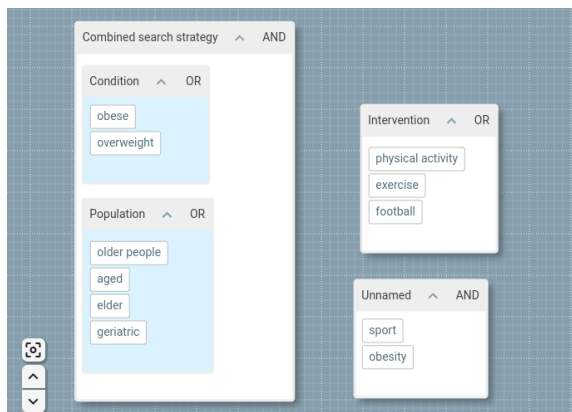 Combined search strategy AND
Condition OR
obese
overweight
Population OR
older people
aged
elder
geriatric
Intervention OR
physical activity
exercise
football
Unnamed AND
sport
obesity